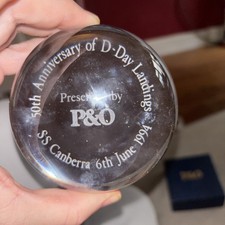 50th Anniversary of D-Day Landings
Presented by
P&O
SS Canberra 6th June 1994
P&O